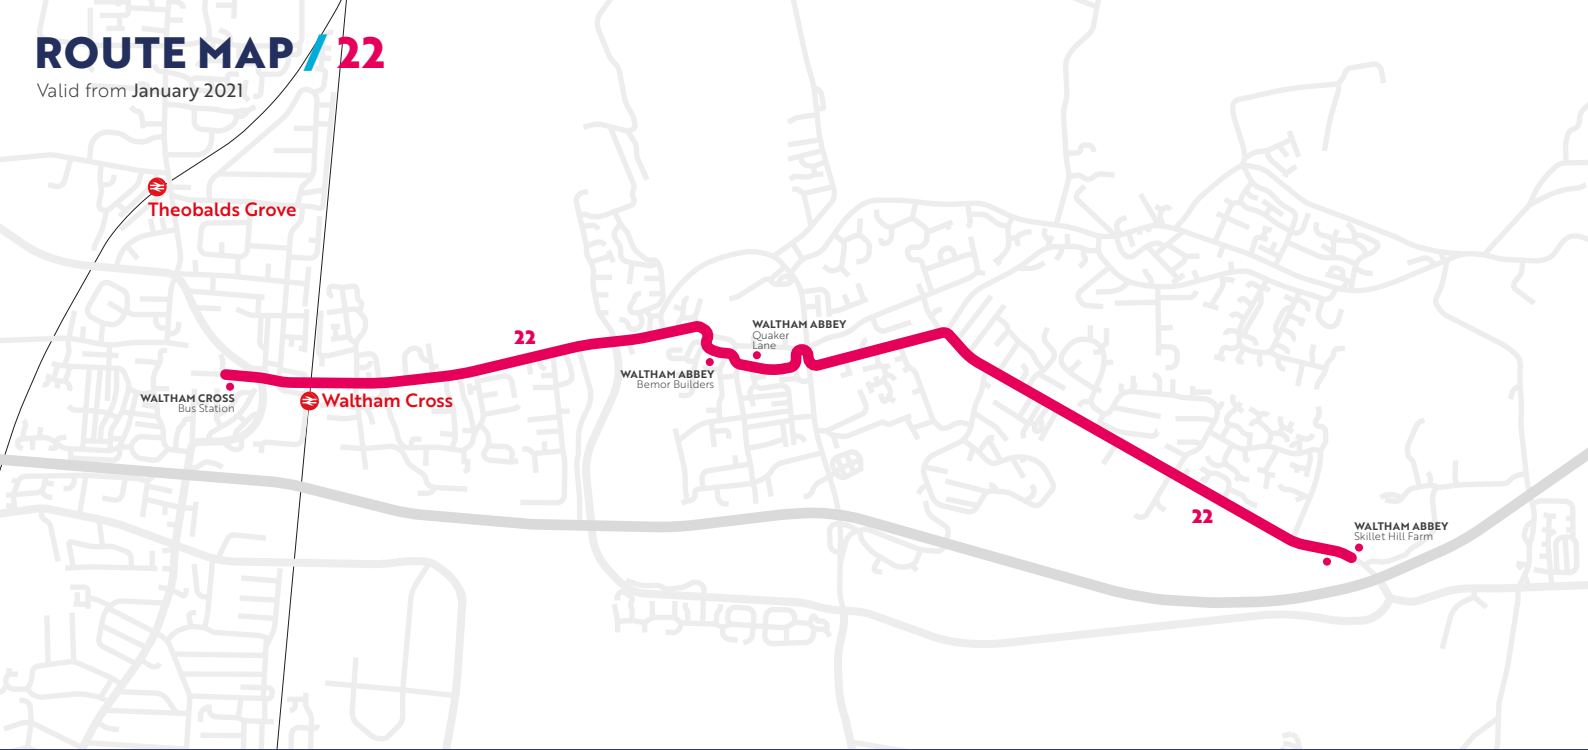 ROUTE MAP / 22
Valid from January 2021
Theobalds Grove
22
WALTHAM ABBEY
Quaker
Lane
WALTHAM ABBEY
Bemor Builders
WALTHAM CROSS
Bus Station
Waltham Cross
22
WALTHAM ABBEY
Skillet Hill Farm